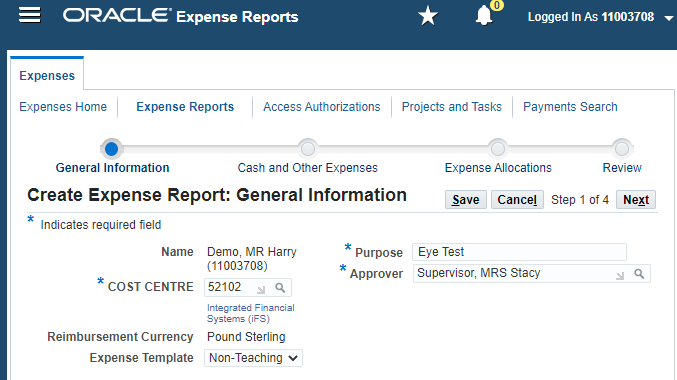 ORACLE® Expense Reports 0 Logged In As 11003708
Expenses
Expenses Home Expense Reports Access Authorizations Projects and Tasks Payments Search
General Information Cash and Other Expenses Expense Allocations Review
Create Expense Report: General Information Save Cancel Step 1 of 4 Next
* Indicates required field
Name Demo, MR Harry
(11003708)
* Purpose Eye Test
* Approver Supervisor, MRS Stacy
* COST CENTRE 52102
Integrated Financial
Systems (iFS)
Reimbursement Currency Pound Sterling
Expense Template Non-Teaching